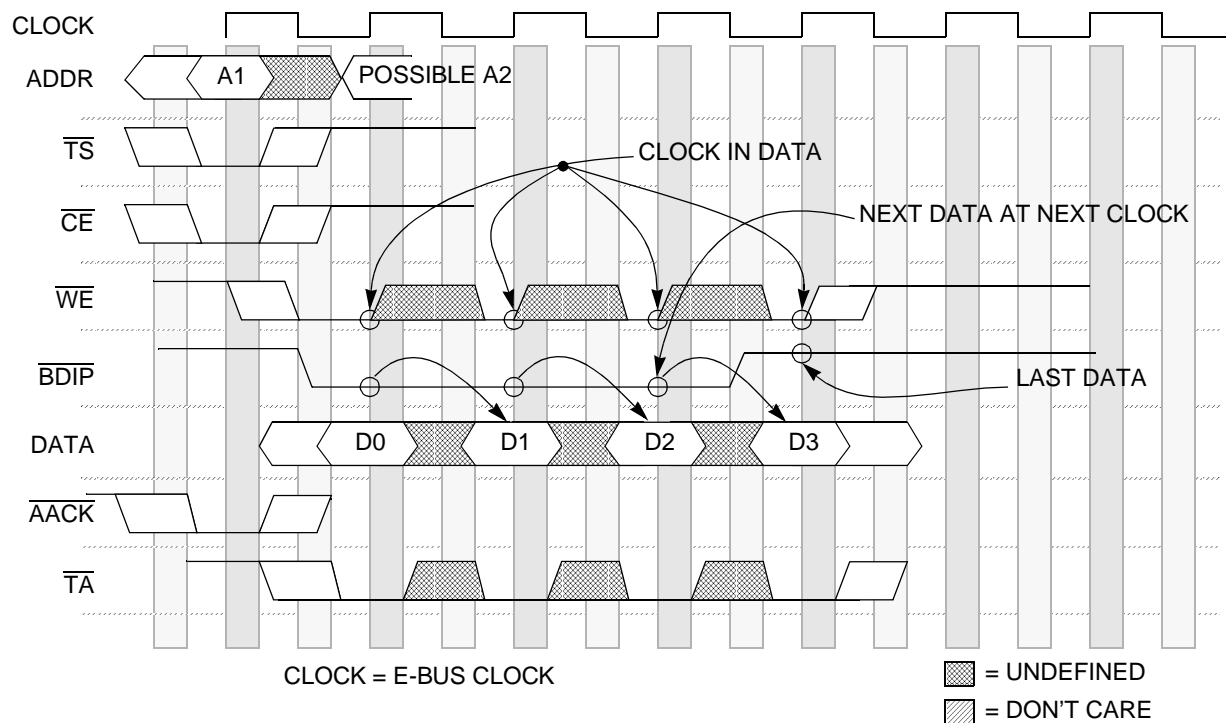 CLOCK
ADDR
A1
POSSIBLE A2
TS
CLOCK IN DATA
CE
NEXT DATA AT NEXT CLOCK
WE
BDIP
LAST DATA
DATA
D0
D1
D2
D3
AACK
TA
CLOCK = E-BUS CLOCK
= UNDEFINED
= DON'T CARE